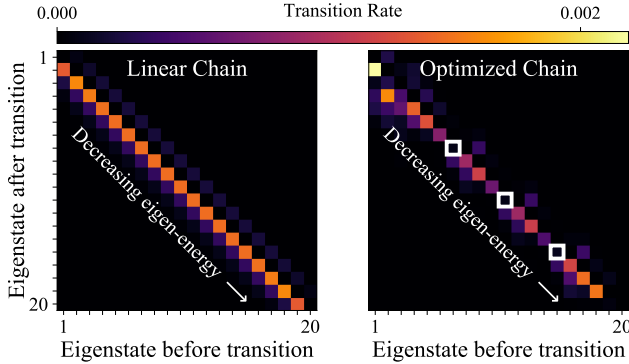 Transition Rate
0.000
0.002
Linear Chain
Optimized Chain
Decreasing eigen-energy →
Decreasing eigen-energy →
Eigenstate after transition
1
20
1
20
1
20
Eigenstate before transition
Eigenstate before transition